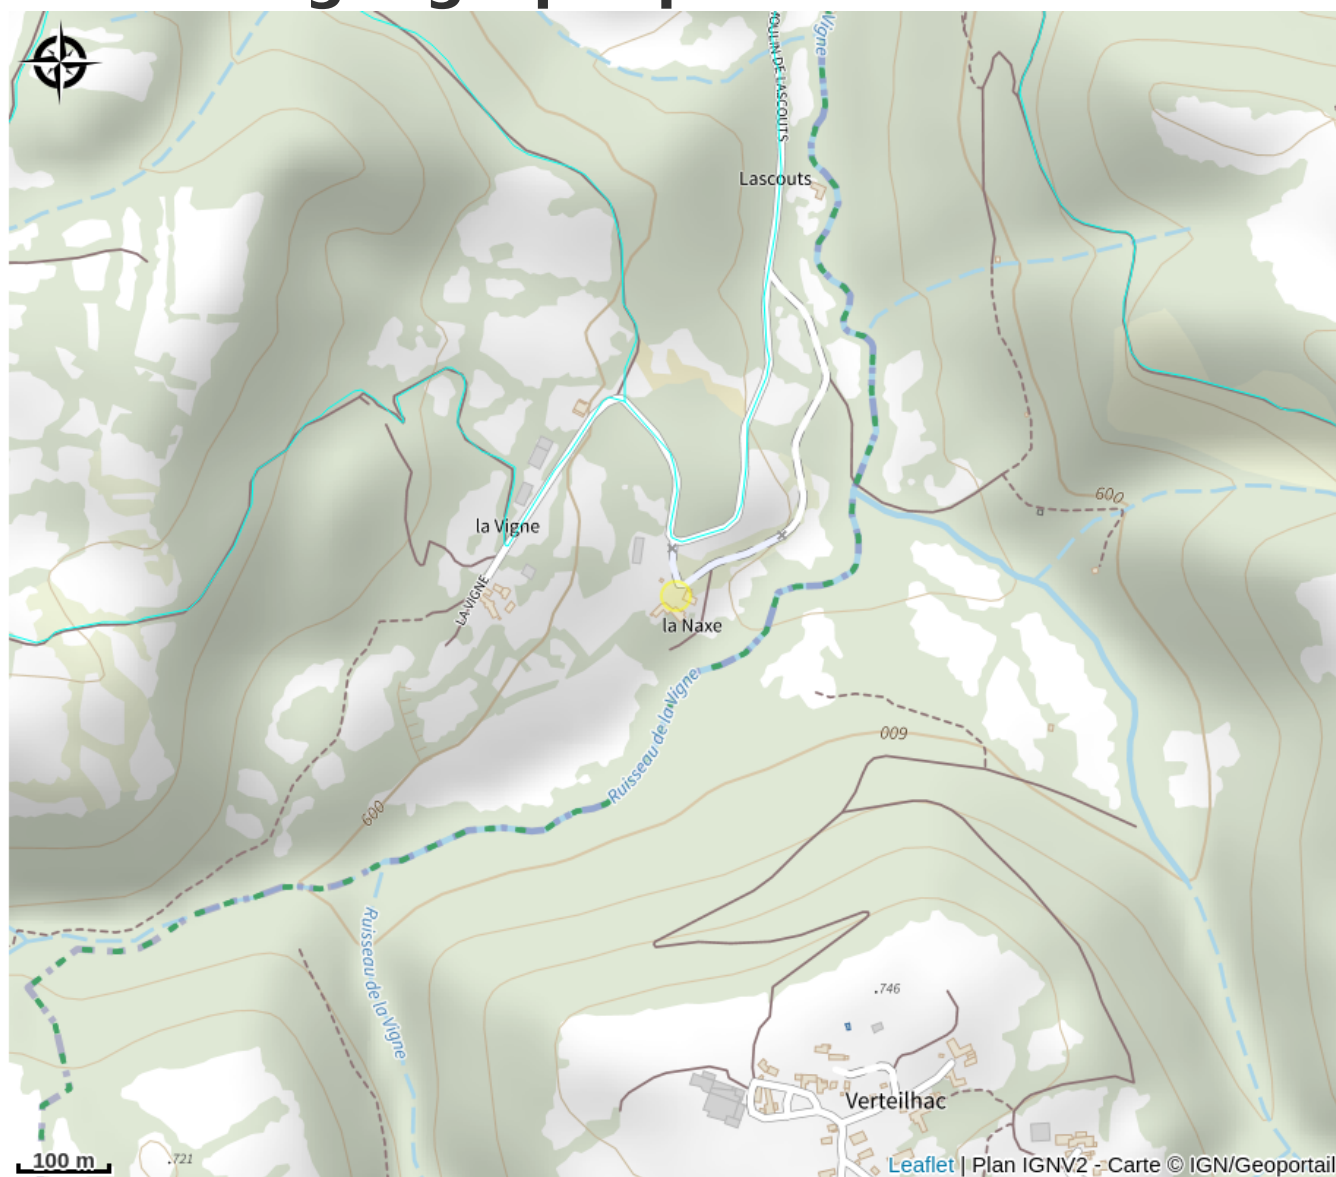 Vigne
MOULIN DE LASCOUTS
Lascouts
600
la Vigne
LA VIGNE
la Naxe
Ruisseau de la Vigne
600
600
Ruisseau de la Vigne
.746
Verteilhac
.721
100 m
Leaflet | Plan IGNV2 - Carte © IGN/Geoportail